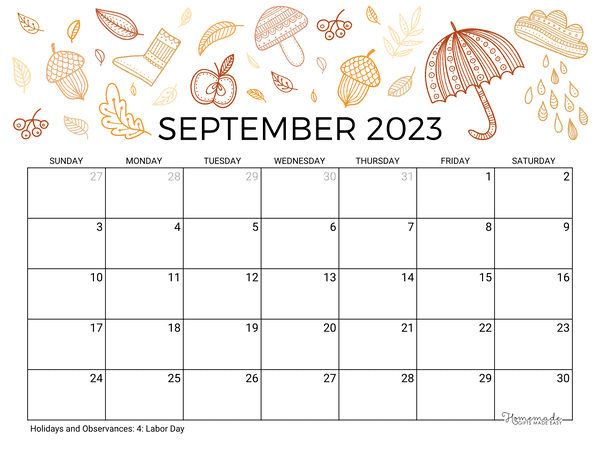 SEPTEMBER 2023
SUNDAY MONDAY TUESDAY WEDNESDAY THURSDAY FRIDAY SATURDAY
27 28 29 30 31 1 2
3 4 5 6 7 8 9
10 11 12 13 14 15 16
17 18 19 20 21 22 23
24 25 26 27 28 29 30
Homemade
GIFTS MADE EASY
Holidays and Observances: 4: Labor Day